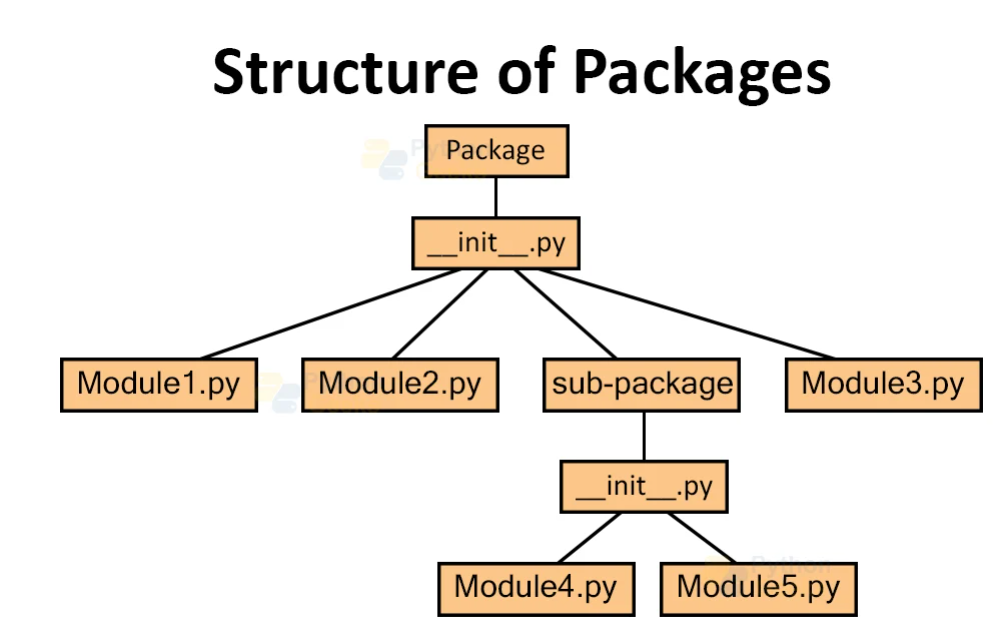 Structure of Packages
Package
__init__.py
Module1.py
Module2.py
sub-package
Module3.py
__init__.py
Module4.py
Module5.py
Python